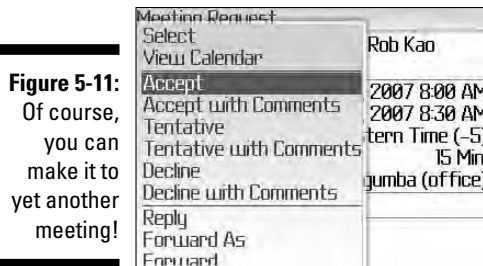 Meeting Request
Select
View Calendar
Accept
Accept with Comments
Tentative
Tentative with Comments
Decline
Decline with Comments
Reply
Forward As
Forward
Rob Kao
2007 8:00 AM
2007 8:30 AM
tern Time (-5)
15 Min
gumba (office)
Figure 5-11:
Of course,
you can
make it to
yet another
meeting!